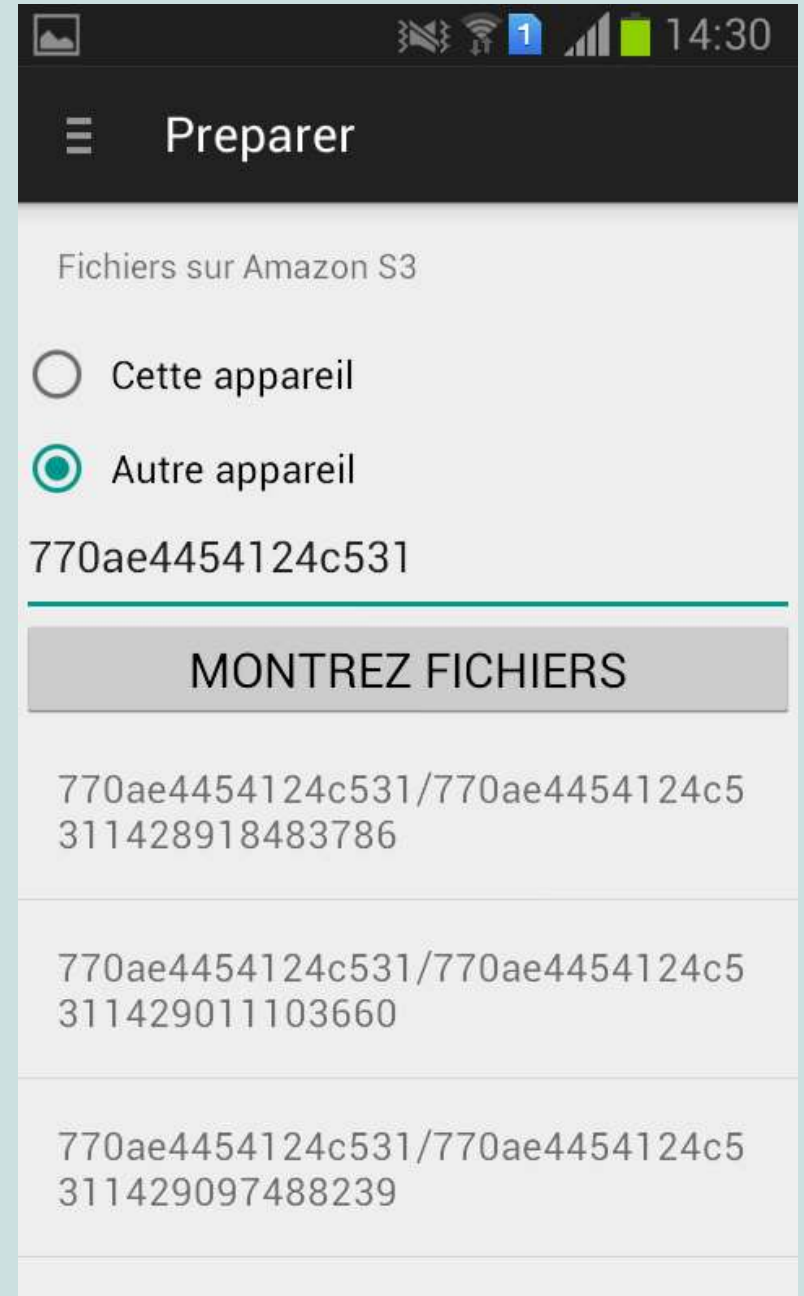 1 14:30
Preparer
Fichiers sur Amazon S3
Cette appareil
Autre appareil
770ae4454124c531
MONTREZ FICHIERS
770ae4454124c531/770ae4454124c5
311428918483786
770ae4454124c531/770ae4454124c5
311429011103660
770ae4454124c531/770ae4454124c5
311429097488239